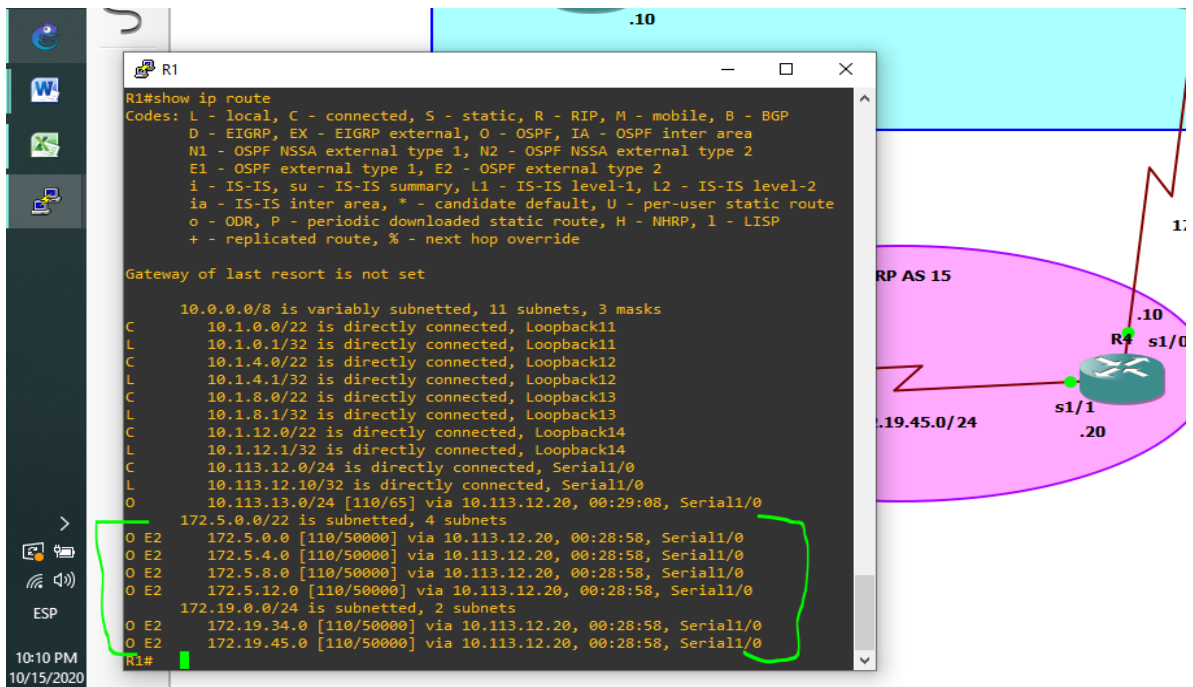 .10
R1
R1#show ip route
Codes: L - local, C - connected, S - static, R - RIP, M - mobile, B - BGP
D - EIGRP, EX - EIGRP external, O - OSPF, IA - OSPF inter area
N1 - OSPF NSSA external type 1, N2 - OSPF NSSA external type 2
E1 - OSPF external type 1, E2 - OSPF external type 2
i - IS-IS, su - IS-IS summary, L1 - IS-IS level-1, L2 - IS-IS level-2
ia - IS-IS inter area, * - candidate default, U - per-user static route
o - ODR, P - periodic downloaded static route, H - NHRP, l - LISP
+ - replicated route, % - next hop override
Gateway of last resort is not set
10.0.0.0/8 is variably subnetted, 11 subnets, 3 masks
C 10.1.0.0/22 is directly connected, Loopback11
L 10.1.0.1/32 is directly connected, Loopback11
C 10.1.4.0/22 is directly connected, Loopback12
L 10.1.4.1/32 is directly connected, Loopback12
C 10.1.8.0/22 is directly connected, Loopback13
L 10.1.8.1/32 is directly connected, Loopback13
C 10.1.12.0/22 is directly connected, Loopback14
L 10.1.12.1/32 is directly connected, Loopback14
C 10.113.12.0/24 is directly connected, Serial1/0
L 10.113.12.10/32 is directly connected, Serial1/0
O 10.113.13.0/24 [110/65] via 10.113.12.20, 00:29:08, Serial1/0
172.5.0.0/22 is subnetted, 4 subnets
O E2 172.5.0.0 [110/50000] via 10.113.12.20, 00:28:58, Serial1/0
O E2 172.5.4.0 [110/50000] via 10.113.12.20, 00:28:58, Serial1/0
O E2 172.5.8.0 [110/50000] via 10.113.12.20, 00:28:58, Serial1/0
O E2 172.5.12.0 [110/50000] via 10.113.12.20, 00:28:58, Serial1/0
172.19.0.0/24 is subnetted, 2 subnets
O E2 172.19.34.0 [110/50000] via 10.113.12.20, 00:28:58, Serial1/0
O E2 172.19.45.0 [110/50000] via 10.113.12.20, 00:28:58, Serial1/0
R1#
17
RP AS 15
.10
R4 s1/0
s1/1
.19.45.0/24
.20
W
X
ESP
10:10 PM
10/15/2020